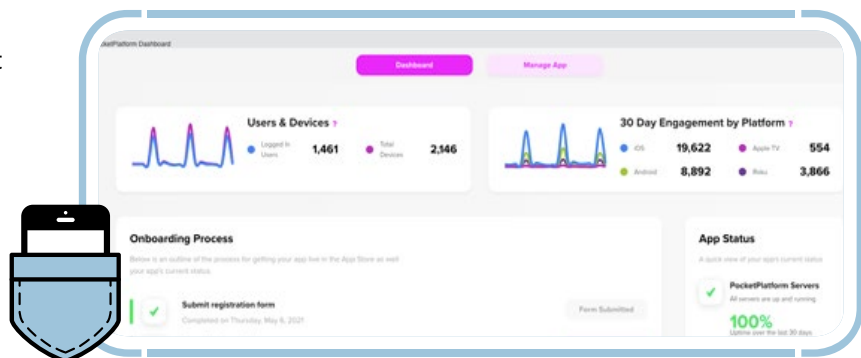 PocketPlatform Dashboard
Dashboard
Manage App
Users & Devices ?
Logged In Users 1,461
Total Devices 2,146
30 Day Engagement by Platform ?
iOS 19,622
Apple TV 554
Android 8,892
Roku 3,866
Onboarding Process
Below is an outline of the process for getting your app live in the App Store as well
your app's current status
Submit registration form
Completed on Thursday, May 6, 2021
Form Submitted
App Status
A quick view of your app's current status
PocketPlatform Servers
All servers are up and running
100%
Uptime over the last 30 days